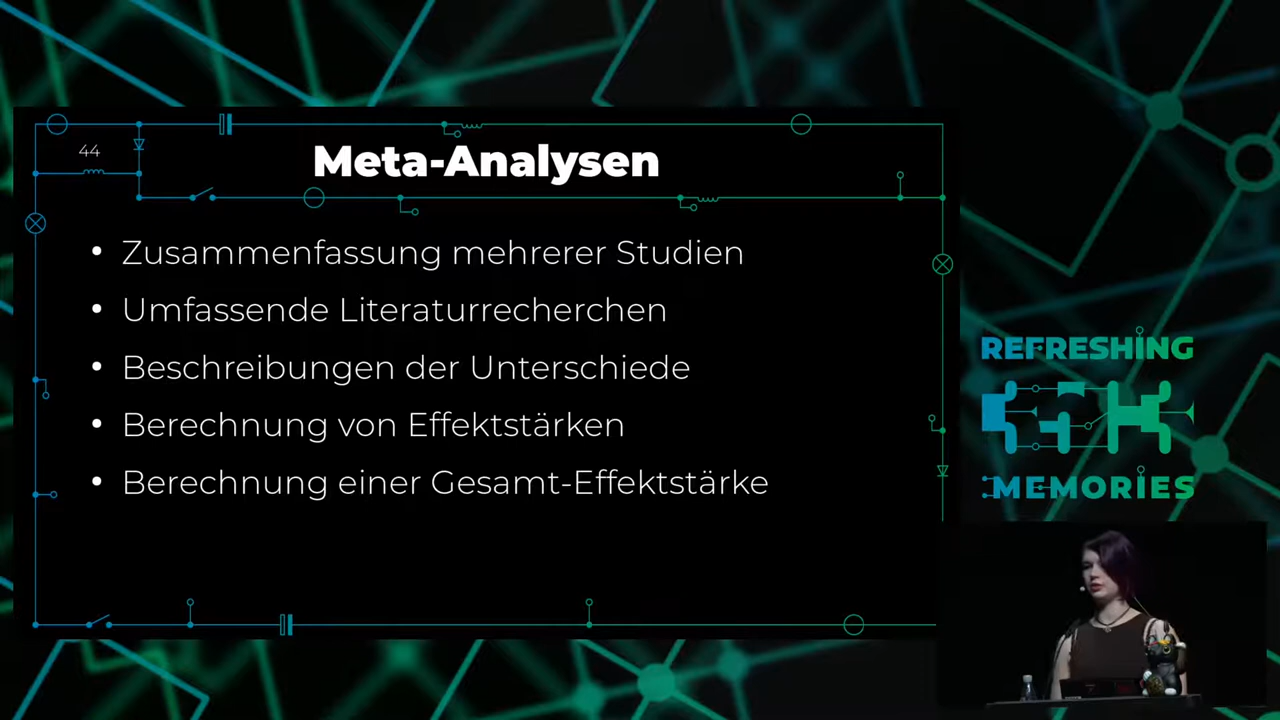 44
Meta-Analysen
• Zusammenfassung mehrerer Studien
• Umfassende Literaturrecherchen
• Beschreibungen der Unterschiede
• Berechnung von Effektstärken
• Berechnung einer Gesamt-Effektstärke
REFRESHING
MEMORIES